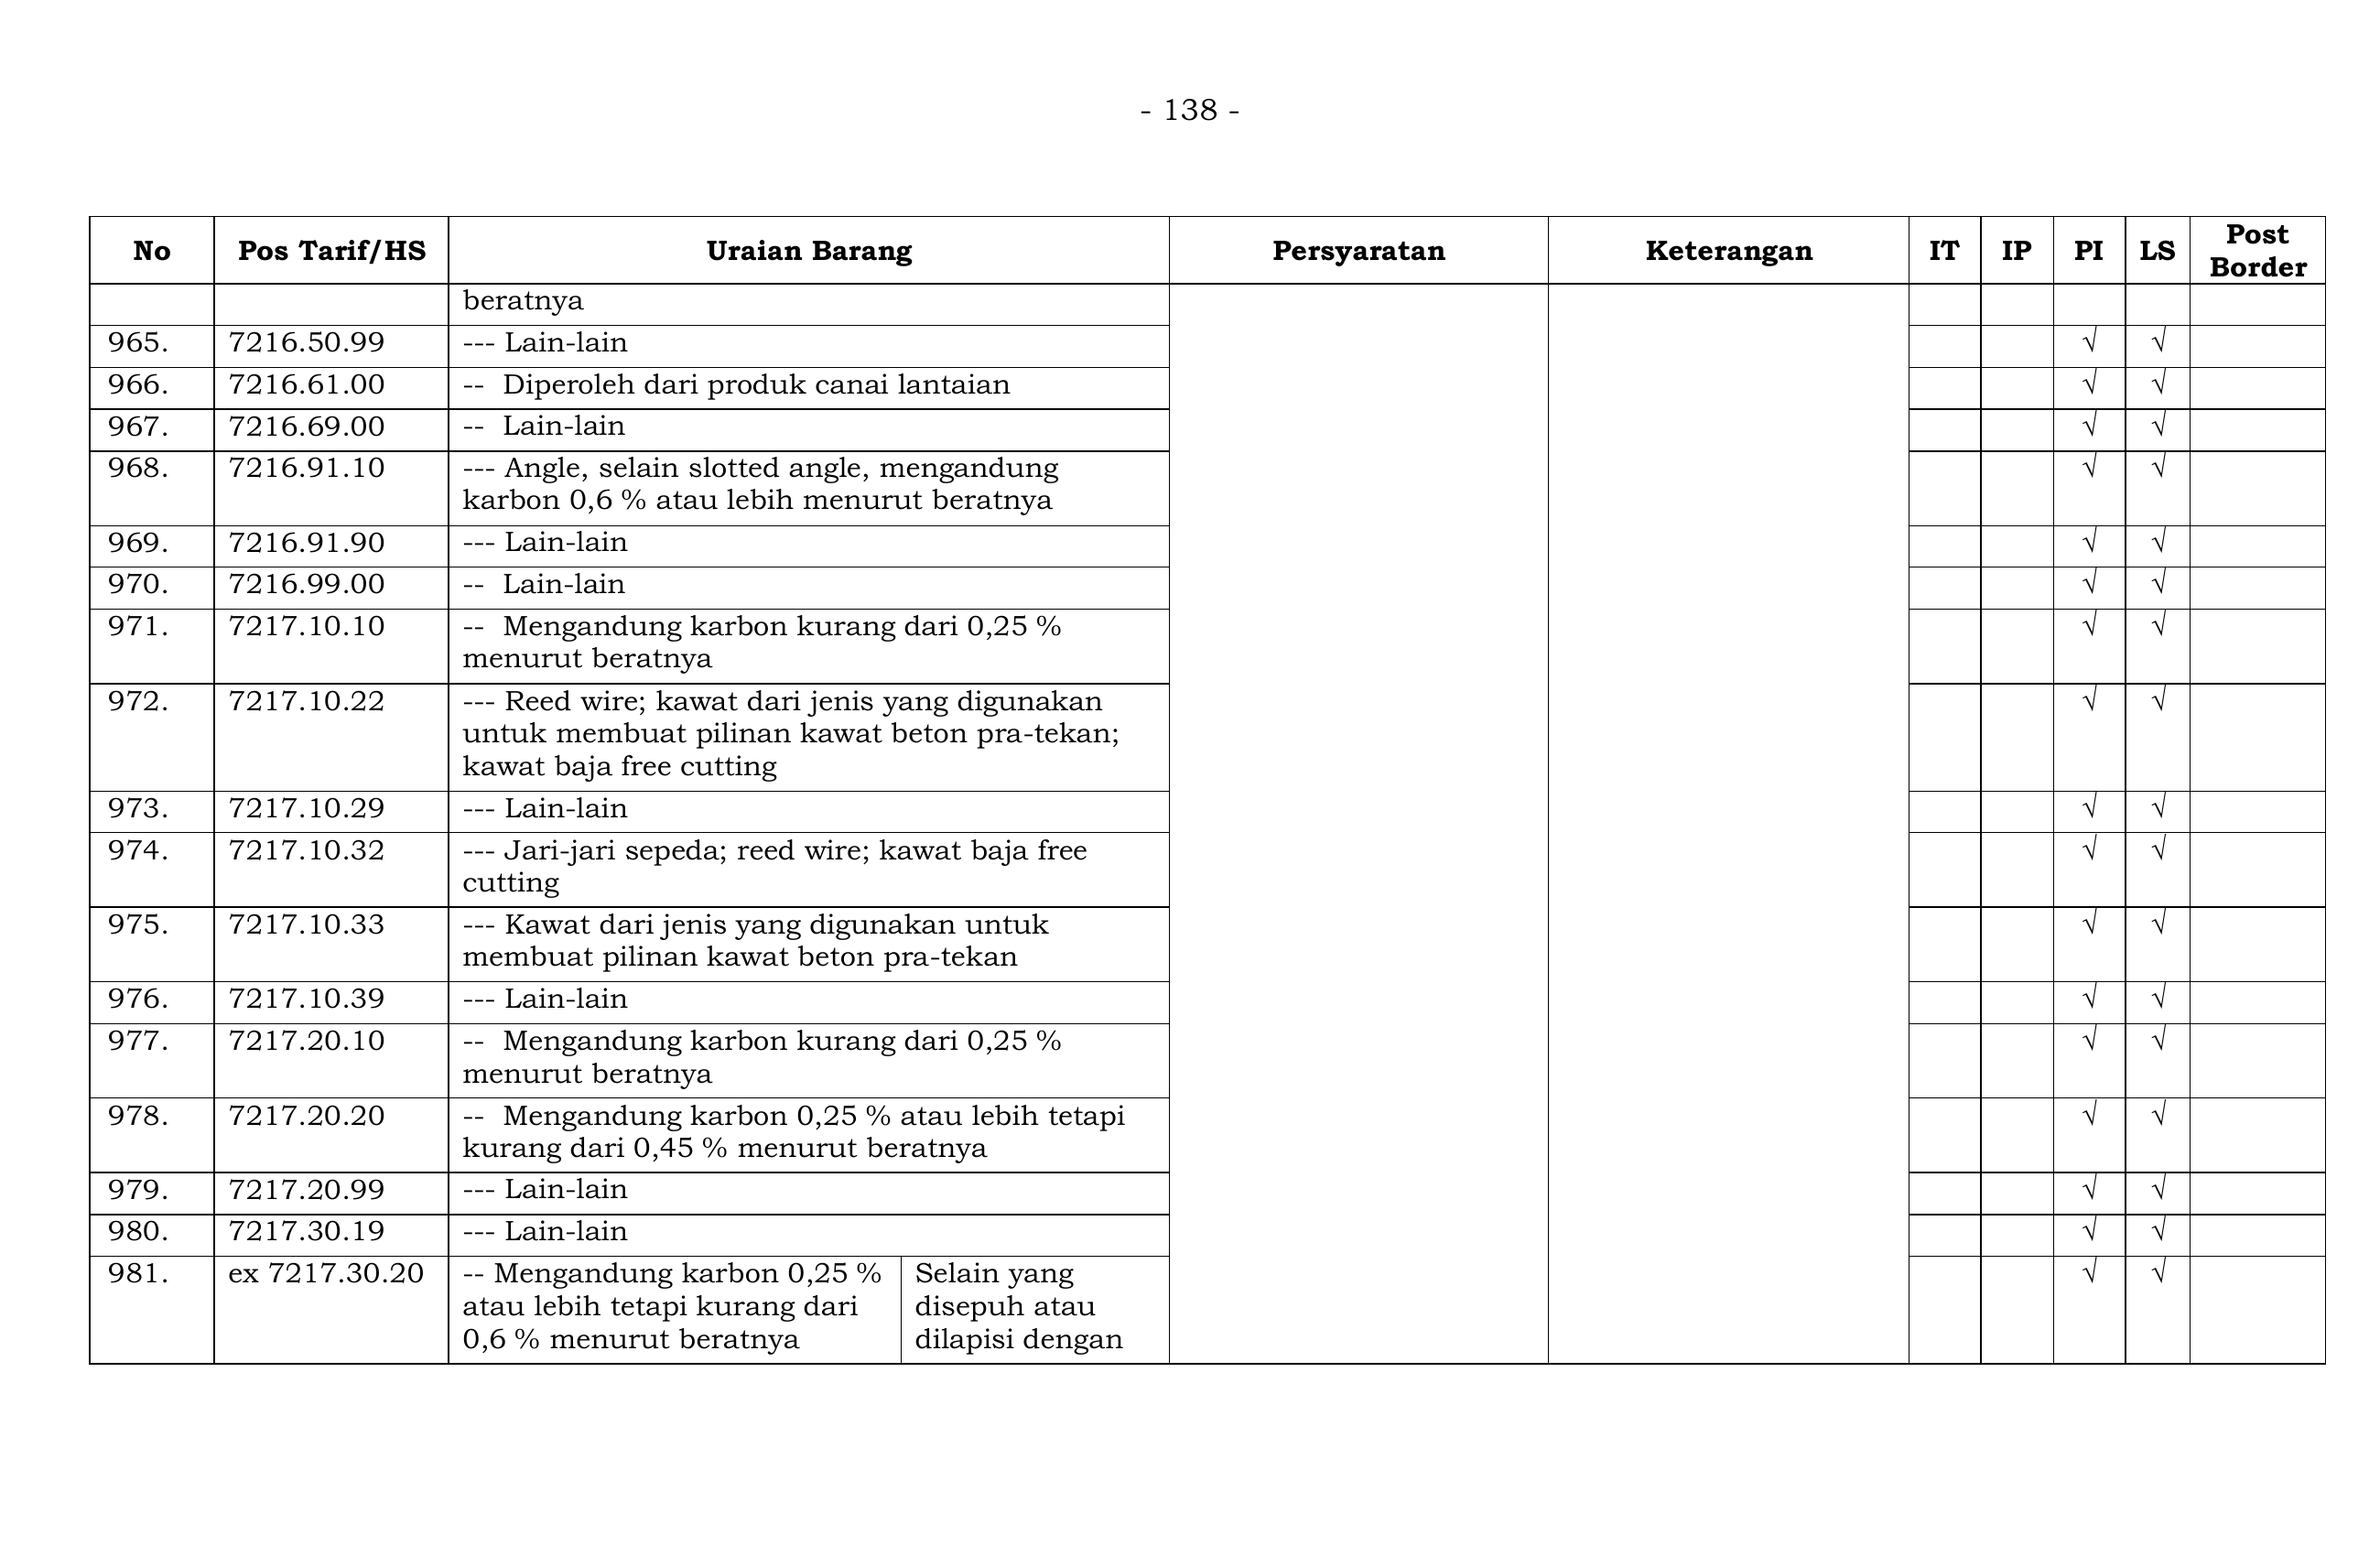 - 138 -
No Pos Tarif/HS Uraian Barang Persyaratan Keterangan IT IP PI LS Post Border
beratnya
965. 7216.50.99 --- Lain-lain √ √
966. 7216.61.00 -- Diperoleh dari produk canai lantaian √ √
967. 7216.69.00 -- Lain-lain √ √
968. 7216.91.10 --- Angle, selain slotted angle, mengandung √ √
karbon 0,6 % atau lebih menurut beratnya
969. 7216.91.90 --- Lain-lain √ √
970. 7216.99.00 -- Lain-lain √ √
971. 7217.10.10 -- Mengandung karbon kurang dari 0,25 % √ √
menurut beratnya
972. 7217.10.22 --- Reed wire; kawat dari jenis yang digunakan √ √
untuk membuat pilinan kawat beton pra-tekan;
kawat baja free cutting
973. 7217.10.29 --- Lain-lain √ √
974. 7217.10.32 --- Jari-jari sepeda; reed wire; kawat baja free √ √
cutting
975. 7217.10.33 --- Kawat dari jenis yang digunakan untuk √ √
membuat pilinan kawat beton pra-tekan
976. 7217.10.39 --- Lain-lain √ √
977. 7217.20.10 -- Mengandung karbon kurang dari 0,25 % √ √
menurut beratnya
978. 7217.20.20 -- Mengandung karbon 0,25 % atau lebih tetapi √ √
kurang dari 0,45 % menurut beratnya
979. 7217.20.99 --- Lain-lain √ √
980. 7217.30.19 --- Lain-lain √ √
981. ex 7217.30.20 -- Mengandung karbon 0,25 % Selain yang √ √
atau lebih tetapi kurang dari disepuh atau
0,6 % menurut beratnya dilapisi dengan